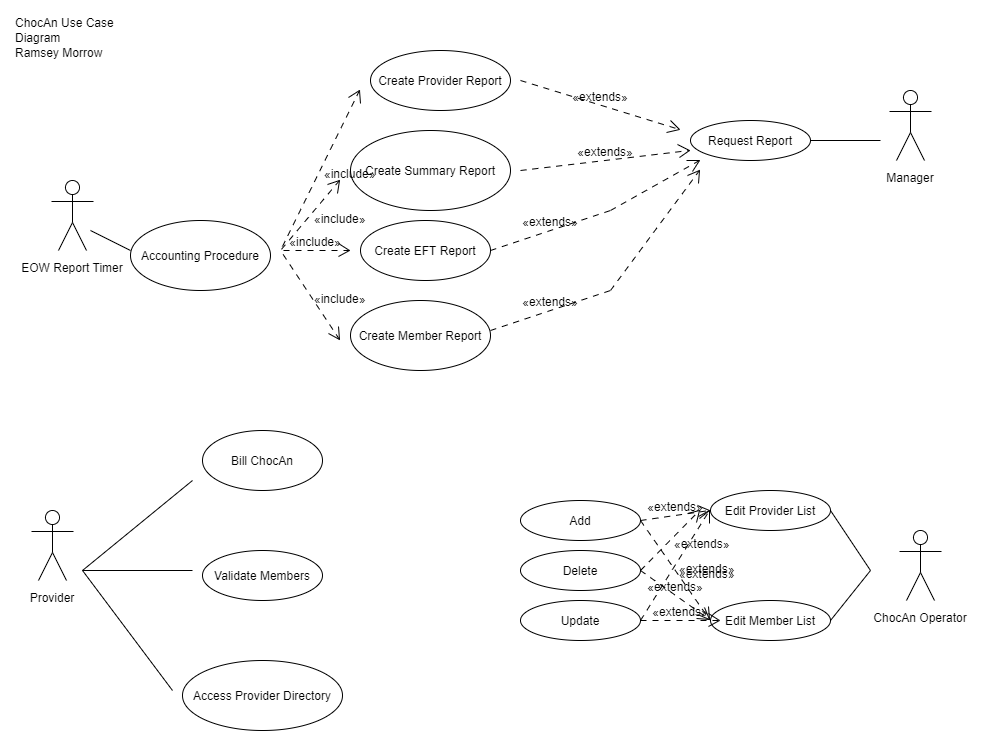 ChocAn Use Case
Diagram
Ramsey Morrow
Create Provider Report
«extends»
Request Report
Manager
«include»
Create Summary Report
«extends»
«include»
EOW Report Timer
Accounting Procedure
«include»
Create EFT Report
«extends»
«include»
Create Member Report
«extends»
Provider
Bill ChocAn
Validate Members
Access Provider Directory
Add
Delete
Update
«extends»
«extends»
«extends»
«extends»
«extends»
«extends»
Edit Provider List
Edit Member List
ChocAn Operator